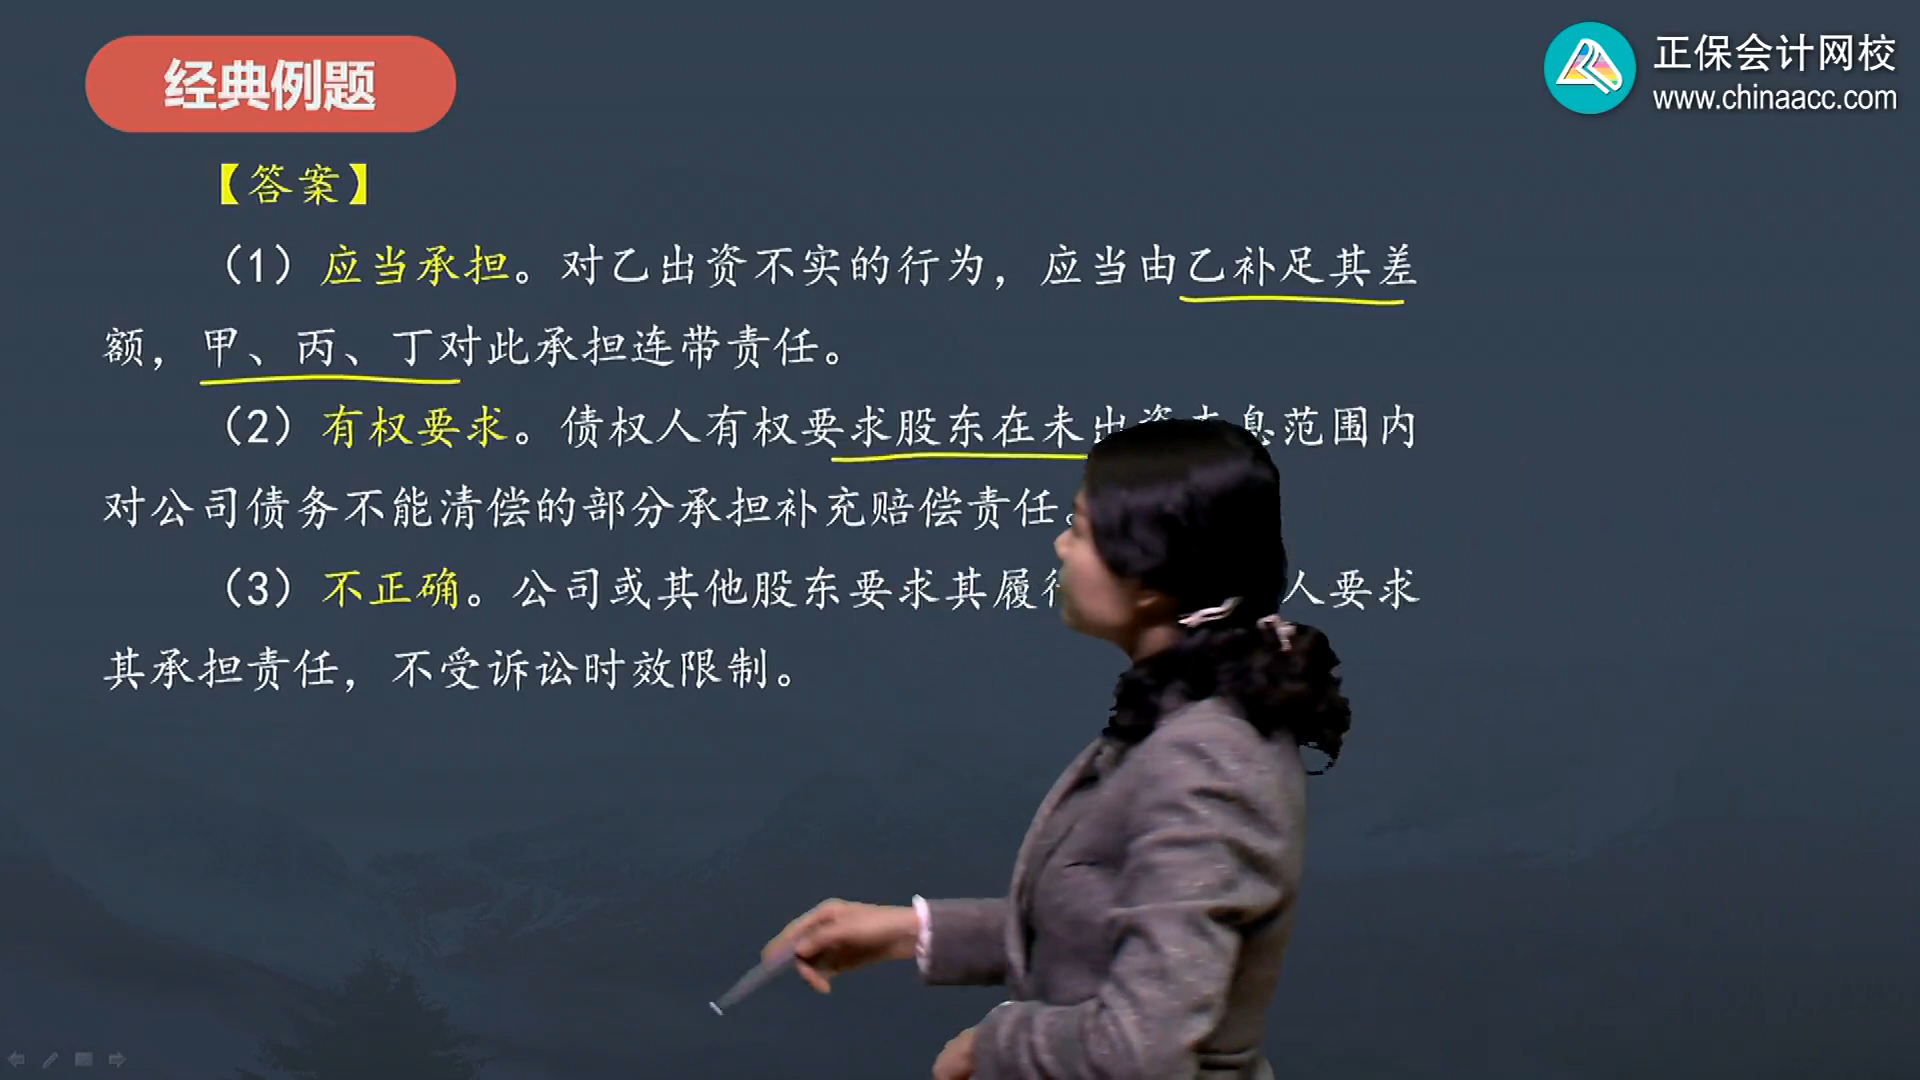 经典例题
正保会计网校
www.chinaacc.com
【答案】
（1）应当承担。对乙出资不实的行为，应当由乙补足其差
额，甲、丙、丁对此承担连带责任。
（2）有权要求。债权人有权要求股东在未出资本息范围内
对公司债务不能清偿的部分承担补充赔偿责任。
（3）不正确。公司或其他股东要求其履行 人要求
其承担责任，不受诉讼时效限制。